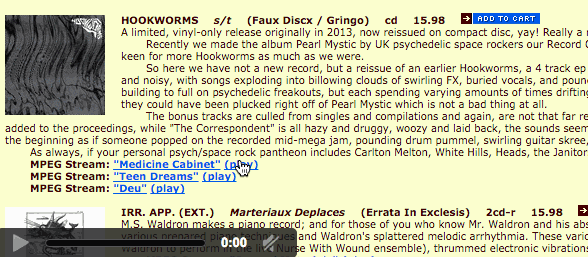 HOOKWORMS s/t (Faux Discx / Gringo) cd 15.98 ADD TO CART
A limited, vinyl-only release originally in 2013, now reissued on compact disc, yay! Really a
Recently we made the album Pearl Mystic by UK psychedelic space rockers our Record
keen for more Hookworms as much as we were.
So here we have not a new record, but a reissue of an earlier Hookworms, a 4 track ep
and noisy, with songs exploding into billowing clouds of swirling FX, buried vocals, and
building to full on psychedelic freakouts, but each spending varying amounts of times
they could have been plucked right off of Pearl Mystic which is not a bad thing at all.
The bonus tracks are culled from singles and compilations and again, are not that far
added to the proceedings, while "The Correspondent" is all hazy and druggy, woozy and laid back, the sounds
the beginning as if someone popped on the recorded mid-mega jam, pounding drum pummel, swirling guitar
As always, if your personal psych/space rock pantheon includes Carlton Melton, White Hills, Heads, the
MPEG Stream: "Medicine Cabinet" (play)
MPEG Stream: "Teen Dreams" (play)
MPEG Stream: "Deu" (play)
IRR. APP. (EXT.) Marteriaux Deplaces (Errata In Exclesis) 2cd-r 15.98
M.S. Waldron makes a piano record; and for those of you who know Mr. Waldron and his
various prepared piano techniques and Waldron's splattered melodic arrhythmia. These
Waldron to perform in the live Nurse With Wound ensemble), thrummed electronic
0:00